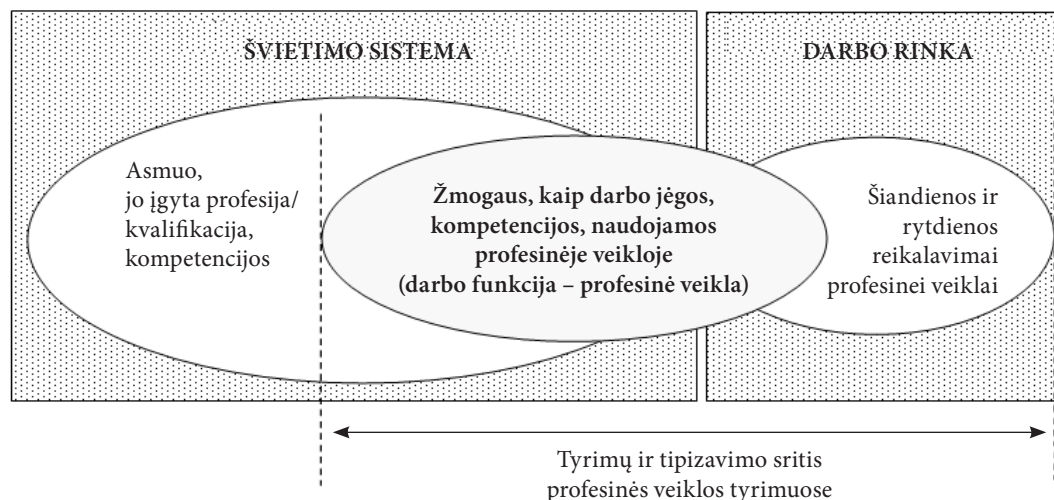 ŠVIETIMO SISTEMA
DARBO RINKA
Asmuo,
jo įgyta profesija/
kvalifikacija,
kompetencijos
Žmogaus, kaip darbo jėgos,
kompetencijos, naudojamos
profesinėje veikloje
(darbo funkcija – profesinė veikla)
Šiandienos ir
rytdienos
reikalavimai
profesinei veiklai
Tyrimų ir tipizavimo sritis
profesinės veiklos tyrimuose